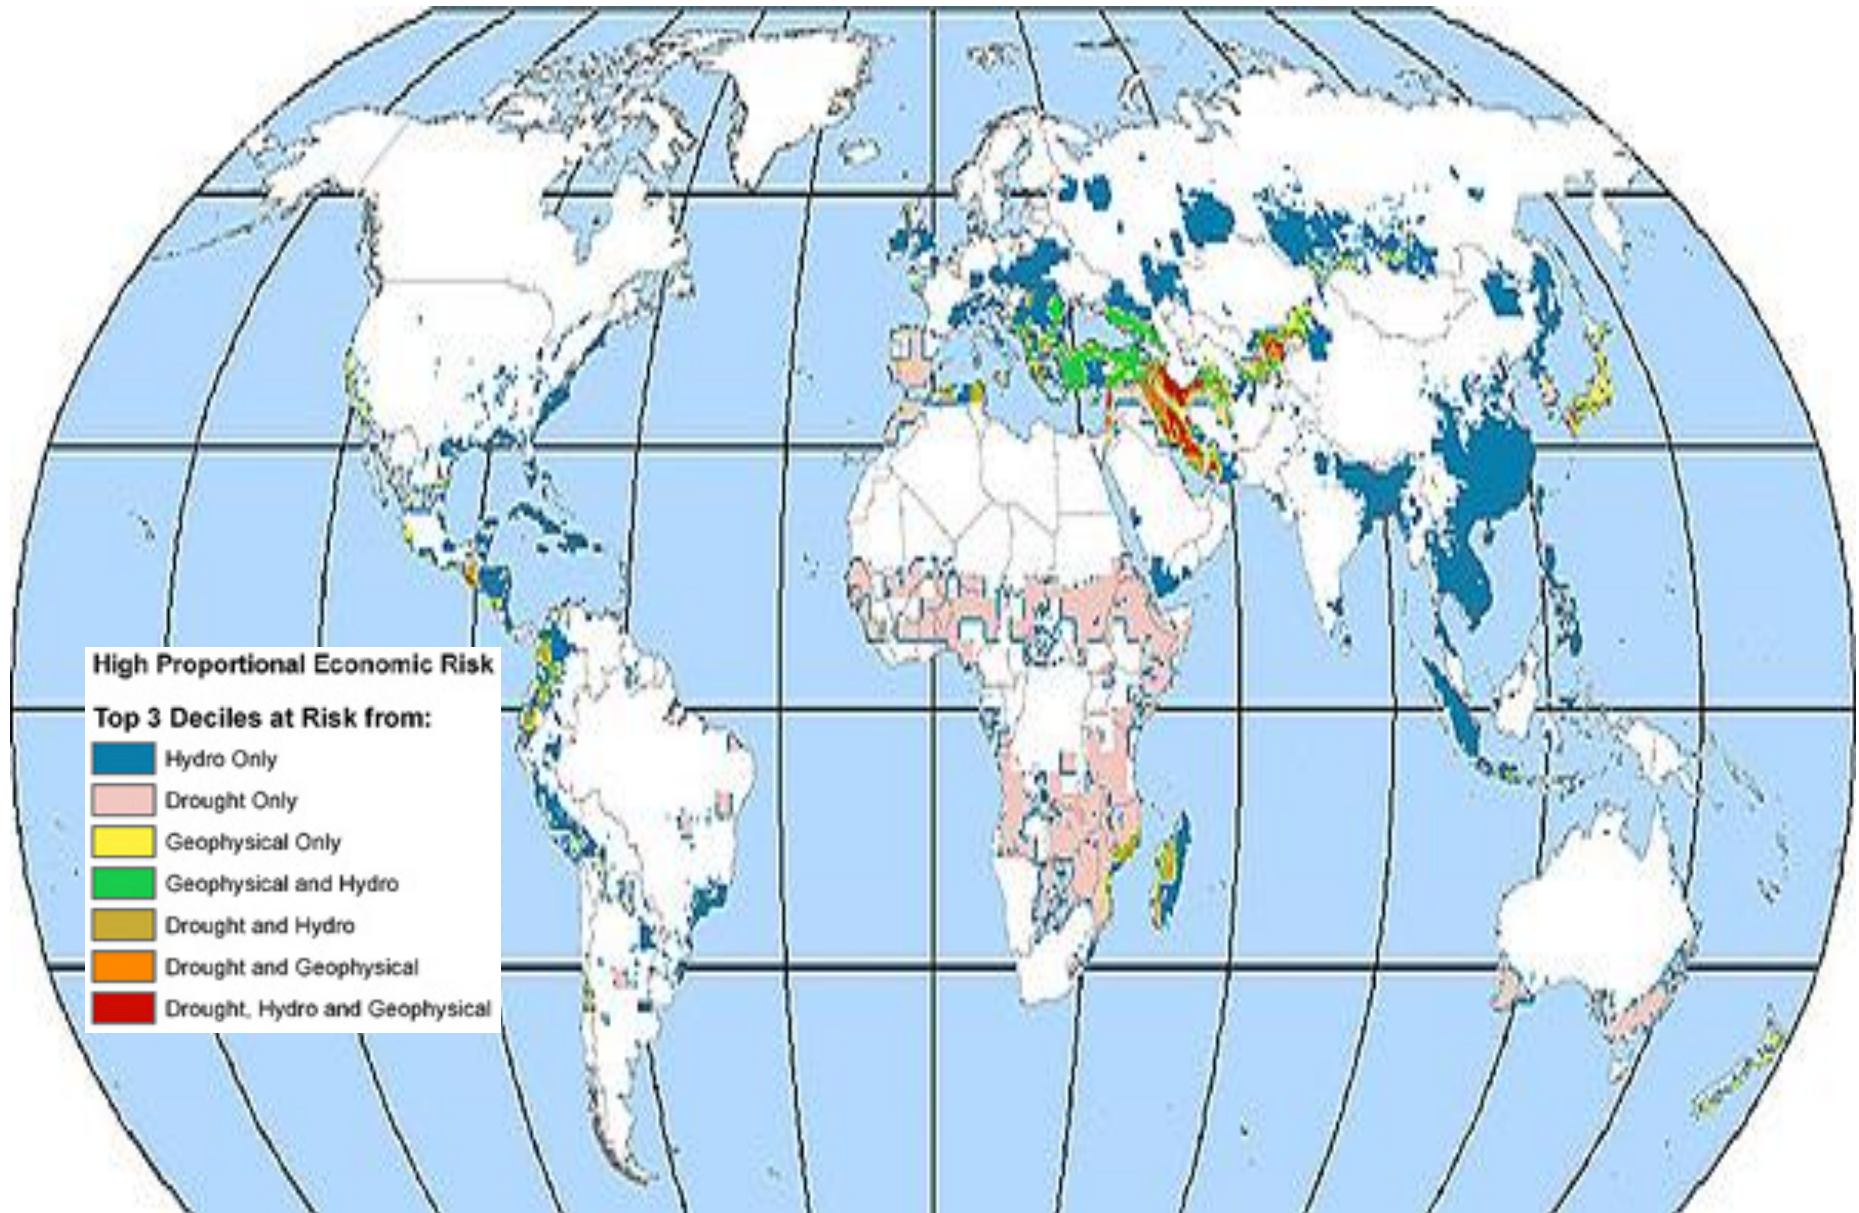 High Proportional Economic Risk
Top 3 Deciles at Risk from:
Hydro Only
Drought Only
Geophysical Only
Geophysical and Hydro
Drought and Hydro
Drought and Geophysical
Drought, Hydro and Geophysical